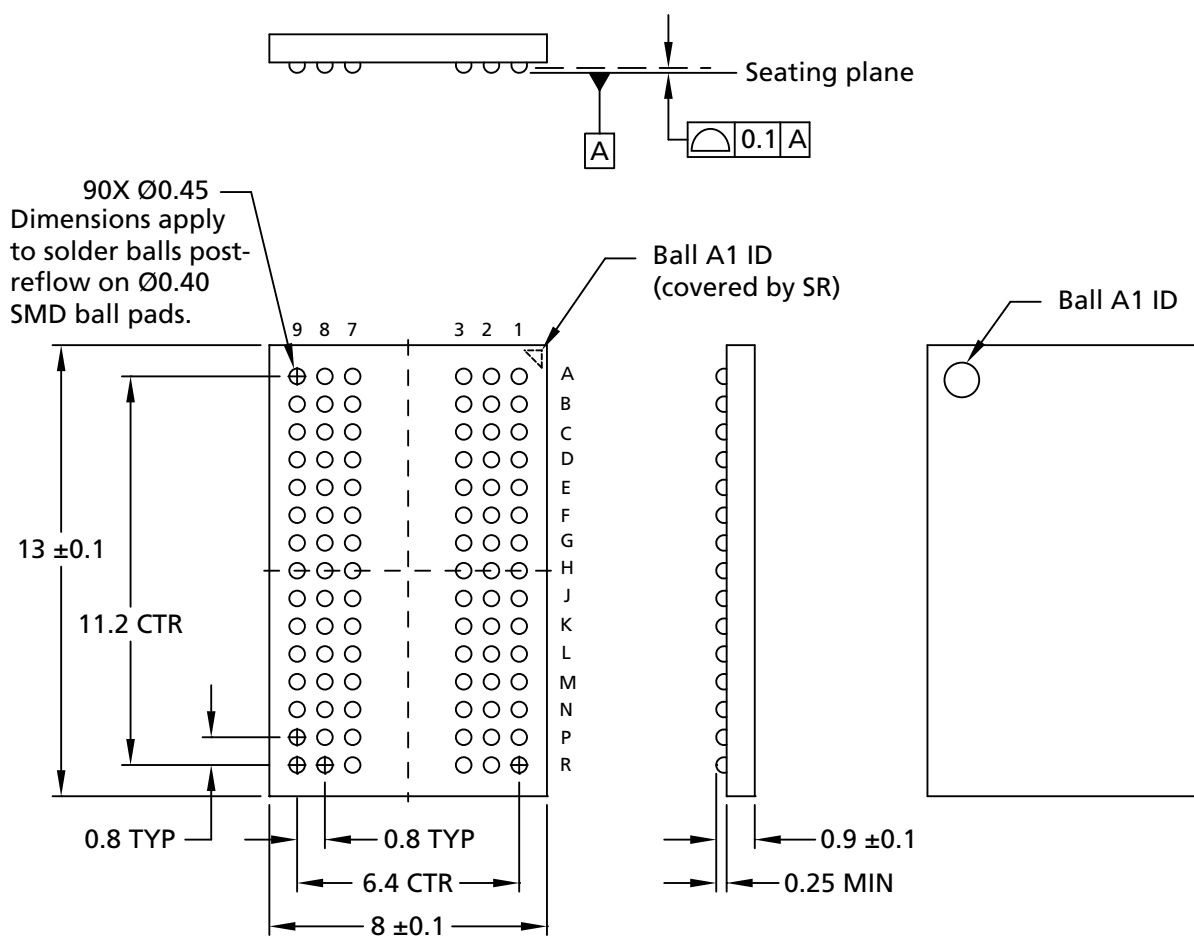 Seating plane
A
0.1 A
90X Ø0.45
Dimensions apply
to solder balls post-
reflow on Ø0.40
SMD ball pads.
Ball A1 ID
(covered by SR)
Ball A1 ID
9 8 7 3 2 1
A
B
C
D
E
F
G
H
J
K
L
M
N
P
R
13 ±0.1
11.2 CTR
0.8 TYP
0.8 TYP
6.4 CTR
8 ±0.1
0.9 ±0.1
0.25 MIN